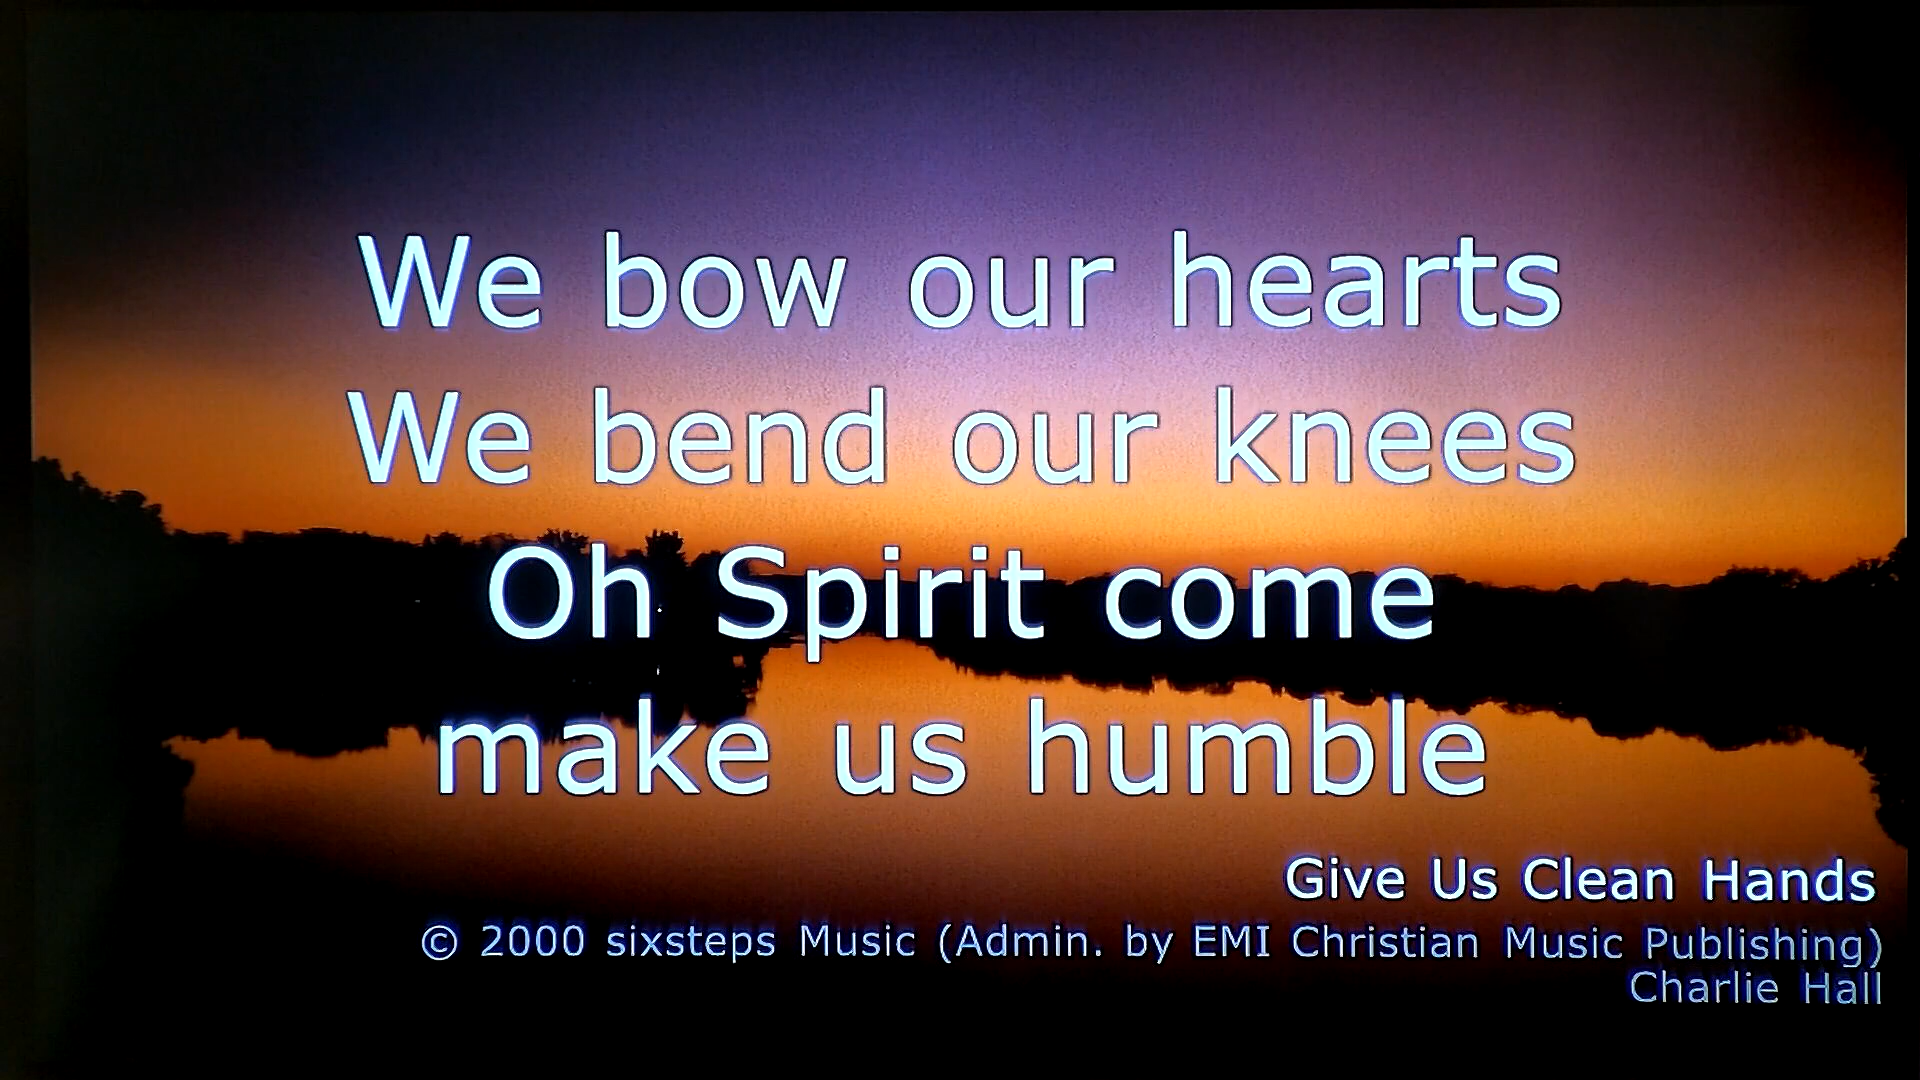 We bow our hearts
We bend our knees
Oh Spirit come
make us humble
Give Us Clean Hands
© 2000 sixsteps Music (Admin. by EMI Christian Music Publishing)
Charlie Hall